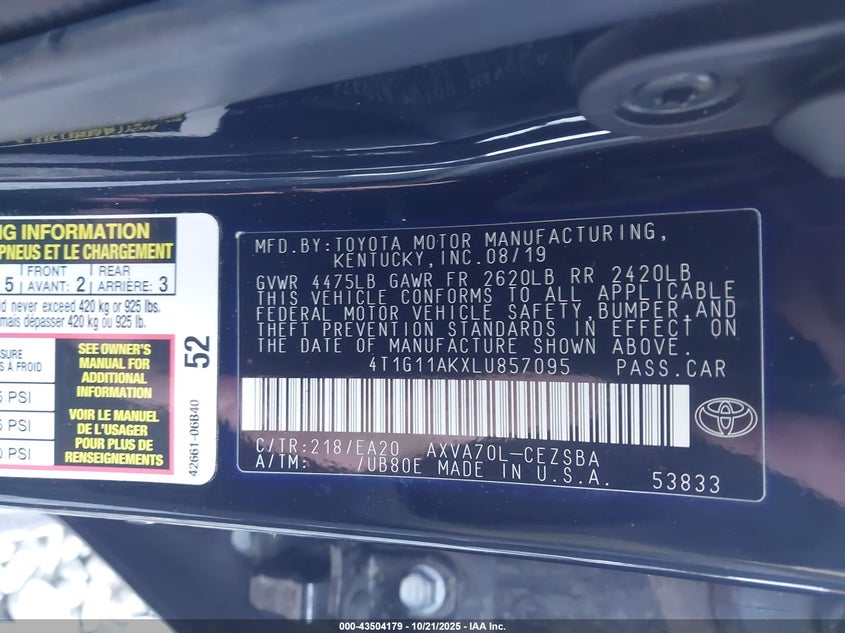 NG INFORMATION
PNEUS ET LE CHARGEMENT
5 FRONT AVANT: 2 REAR ARRIÈRE: 3
ld never exceed 420 kg or 925 lbs.
mais dépasser 420 kg ou 925 lb.
SURE
À FROID
PSI
PSI
PSI
SEE OWNER'S
MANUAL FOR
ADDITIONAL
INFORMATION
VOIR LE MANUEL
DE L'USAGER
POUR PLUS DE
RENSEIGNEMENTS
52
42661-06B40
MFD.BY:TOYOTA MOTOR MANUFACTURING,
KENTUCKY,INC.08/19
GVWR 4475LB GAWR FR 2620LB RR 2420LB
THIS VEHICLE CONFORMS TO ALL APPLICABLE
FEDERAL MOTOR VEHICLE SAFETY,BUMPER,AND
THEFT PREVENTION STANDARDS IN EFFECT ON
THE DATE OF MANUFACTURE SHOWN ABOVE.
4T1G11AKXLU857095 PASS.CAR
C/TR:218/EA20 AXVA70L-CEZSBA
A/TM: /UB80E MADE IN U.S.A.
53833
000-43504179 - 10/21/2025 - IAA Inc.